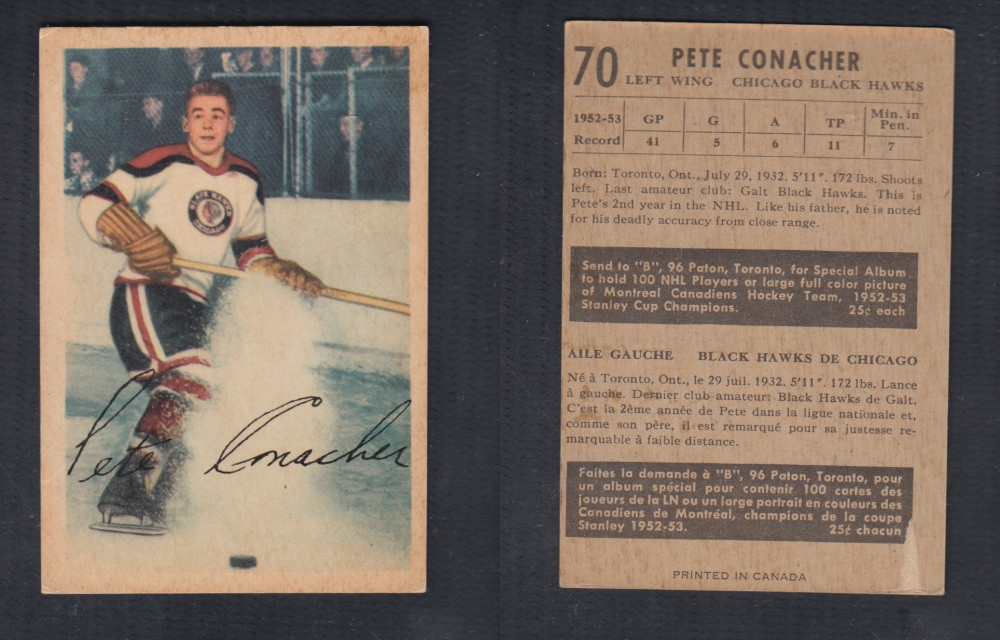 BLACK HAWKS
CHICAGO
Pete Conacher
70 PETE CONACHER
LEFT WING CHICAGO BLACK HAWKS
1952-53 GP G A TP Min. in Pen.
Record 41 5 6 11 7
Born: Toronto, Ont., July 29, 1932. 5'11". 172 lbs. Shoots
left. Last amateur club: Galt Black Hawks. This is
Pete's 2nd year in the NHL. Like his father, he is noted
for his deadly accuracy from close range.
Send to "B", 96 Paton, Toronto, for Special Album
to hold 100 NHL Players or large full color picture
of Montreal Canadiens Hockey Team, 1952-53
Stanley Cup Champions. 25¢ each
AILE GAUCHE BLACK HAWKS DE CHICAGO
Né à Toronto, Ont., le 29 juil. 1932. 5'11". 172 lbs. Lance
à gauche. Dernier club amateur: Black Hawks de Galt.
C'est la 2ème année de Pete dans la ligue nationale et,
comme son père, il est remarqué pour sa justesse re-
marquable à faible distance.
Faites la demande à "B", 96 Paton, Toronto, pour
un album spécial pour contenir 100 cartes des
joueurs de la LN ou un large portrait en couleurs des
Canadiens de Montréal, champions de la coupe
Stanley 1952-53. 25¢ chacun
PRINTED IN CANADA